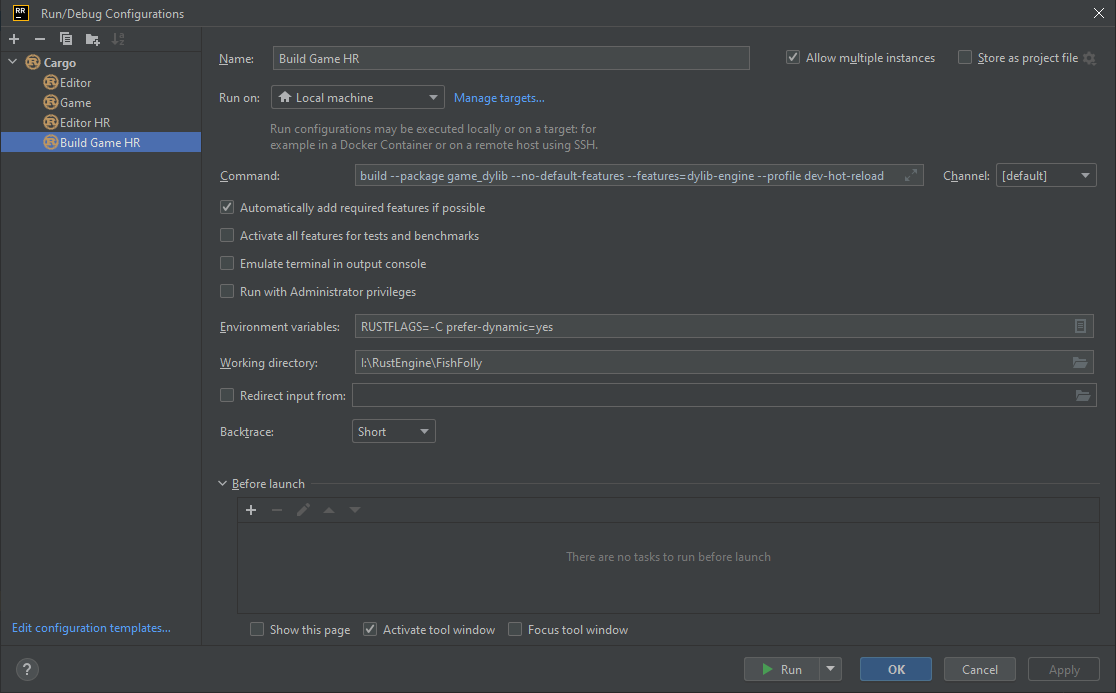 RR Run/Debug Configurations
Cargo
Editor
Game
Editor HR
Build Game HR
Edit configuration templates...
Name: Build Game HR Allow multiple instances Store as project file
Run on: Local machine Manage targets...
Run configurations may be executed locally or on a target: for
example in a Docker Container or on a remote host using SSH.
Command: build --package game_dylib --no-default-features --features=dylib-engine --profile dev-hot-reload Channel: [default]
Automatically add required features if possible
Activate all features for tests and benchmarks
Emulate terminal in output console
Run with Administrator privileges
Environment variables: RUSTFLAGS=-C prefer-dynamic=yes
Working directory: I:\RustEngine\FishFolly
Redirect input from:
Backtrace: Short
Before launch
There are no tasks to run before launch
Show this page Activate tool window Focus tool window
? Run OK Cancel Apply